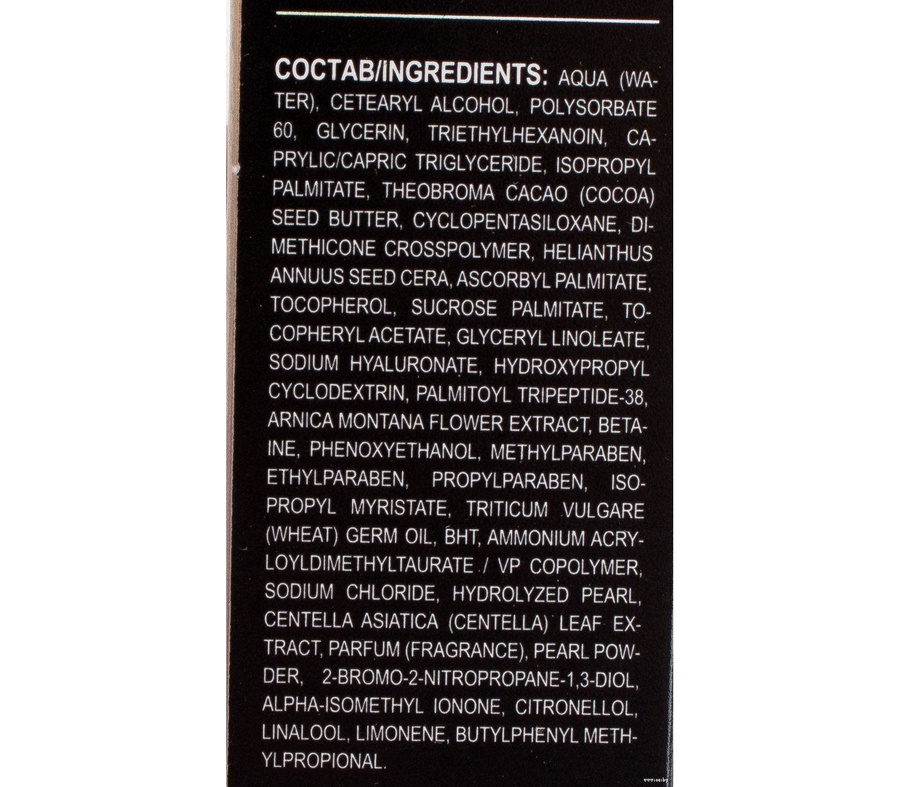 СОСТАВ/INGREDIENTS: AQUA (WA-
TER), CETEARYL ALCOHOL, POLYSORBATE
60, GLYCERIN, TRIETHYLHEXANOIN, CA-
PRYLIC/CAPRIC TRIGLYCERIDE, ISOPROPYL
PALMITATE, THEOBROMA CACAO (COCOA)
SEED BUTTER, CYCLOPENTASILOXANE, DI-
METHICONE CROSSPOLYMER, HELIANTHUS
ANNUUS SEED CERA, ASCORBYL PALMITATE,
TOCOPHEROL, SUCROSE PALMITATE, TO-
COPHERYL ACETATE, GLYCERYL LINOLEATE,
SODIUM HYALURONATE, HYDROXYPROPYL
CYCLODEXTRIN, PALMITOYL TRIPEPTIDE-38,
ARNICA MONTANA FLOWER EXTRACT, BETA-
INE, PHENOXYETHANOL, METHYLPARABEN,
ETHYLPARABEN, PROPYLPARABEN, ISO-
PROPYL MYRISTATE, TRITICUM VULGARE
(WHEAT) GERM OIL, BHT, AMMONIUM ACRY-
LOYLDIMETHYLTAURATE / VP COPOLYMER,
SODIUM CHLORIDE, HYDROLYZED PEARL,
CENTELLA ASIATICA (CENTELLA) LEAF EX-
TRACT, PARFUM (FRAGRANCE), PEARL POW-
DER, 2-BROMO-2-NITROPROPANE-1,3-DIOL,
ALPHA-ISOMETHYL IONONE, CITRONELLOL,
LINALOOL, LIMONENE, BUTYLPHENYL METH-
YLPROPIONAL.